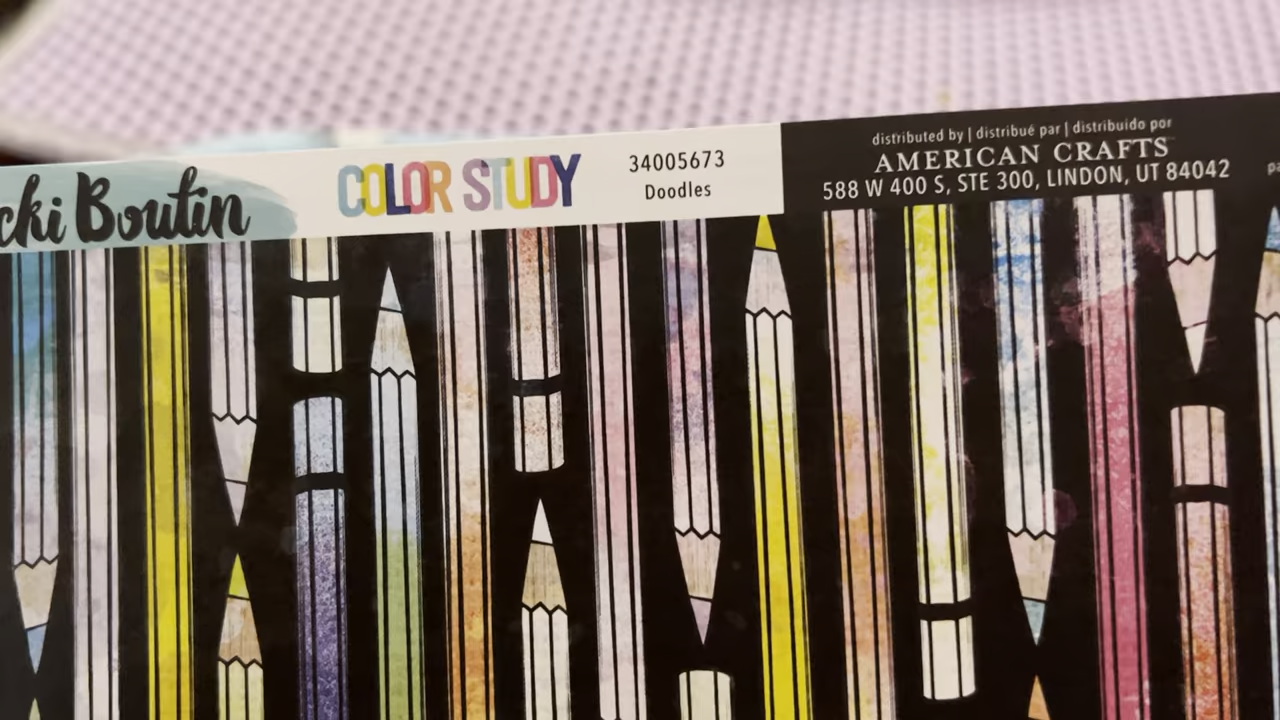 cki Boutin
COLOR STUDY
34005673
Doodles
distributed by | distribué par | distribuido por
AMERICAN CRAFTS
588 W 400 S, STE 300, LINDON, UT 84042